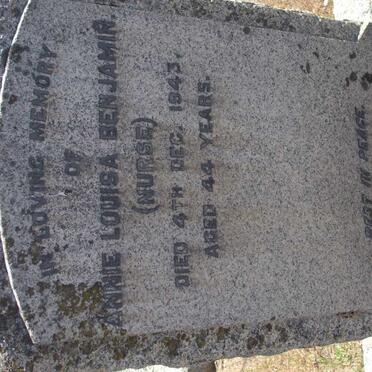 IN LOVING MEMORY
OF
ANNIE LOUISA BENJAMIN.
(NURSE)
DIED 4TH DEC. 1943,
AGED 44 YEARS.
REST IN PEACE.